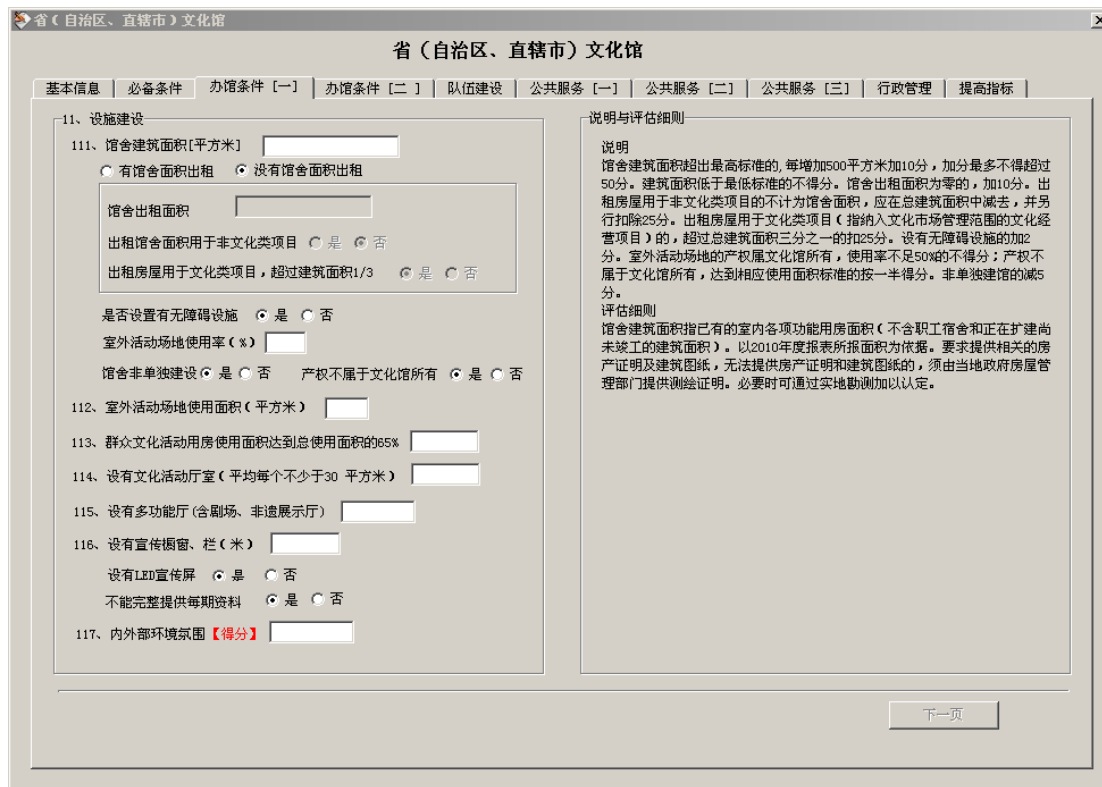 省(自治区、直辖市)文化馆
省(自治区、直辖市)文化馆
基本信息 必备条件 办馆条件 [一] 办馆条件 [二 ] 队伍建设 公共服务 [一] 公共服务 [二] 公共服务 [三] 行政管理 提高指标
11、设施建设
111、馆舍建筑面积[平方米]
有馆舍面积出租 没有馆舍面积出租
馆舍出租面积
出租馆舍面积用于非文化类项目 是 否
出租房屋用于文化类项目,超过建筑面积1/3 是 否
是否设置有无障碍设施 是 否
室外活动场地使用率(%)
馆舍非单独建设 是 否 产权不属于文化馆所有 是 否
112、室外活动场地使用面积(平方米)
113、群众文化活动用房使用面积达到总使用面积的65%
114、设有文化活动厅室(平均每个不少于30 平方米)
115、设有多功能厅(含剧场、非遗展示厅)
116、设有宣传橱窗、栏(米)
设有LED宣传屏 是 否
不能完整提供每期资料 是 否
117、内外部环境氛围【得分】
说明与评估细则
说明
馆舍建筑面积超出最高标准的,每增加500平方米加10分,加分最多不得超过
50分。建筑面积低于最低标准的不得分。馆舍出租面积为零的,加10分。出
租房屋用于非文化类项目的不计为馆舍面积,应在总建筑面积中减去,并另
行扣除25分。出租房屋用于文化类项目(指纳入文化市场管理范围的文化经
营项目)的,超过总建筑面积三分之一的扣25分。设有无障碍设施的加2
分。室外活动场地的产权属文化馆所有,使用率不足50%的不得分;产权不
属于文化馆所有,达到相应使用面积标准的按一半得分。非单独建馆的减5
分。
评估细则
馆舍建筑面积指已有的室内各项功能用房面积(不含职工宿舍和正在扩建尚
未竣工的建筑面积)。以2010年度报表所报面积为依据。要求提供相关的房
产证明及建筑图纸,无法提供房产证明和建筑图纸的,须由当地政府房屋管
理部门提供测绘证明。必要时可通过实地勘测加以认定。
下一页